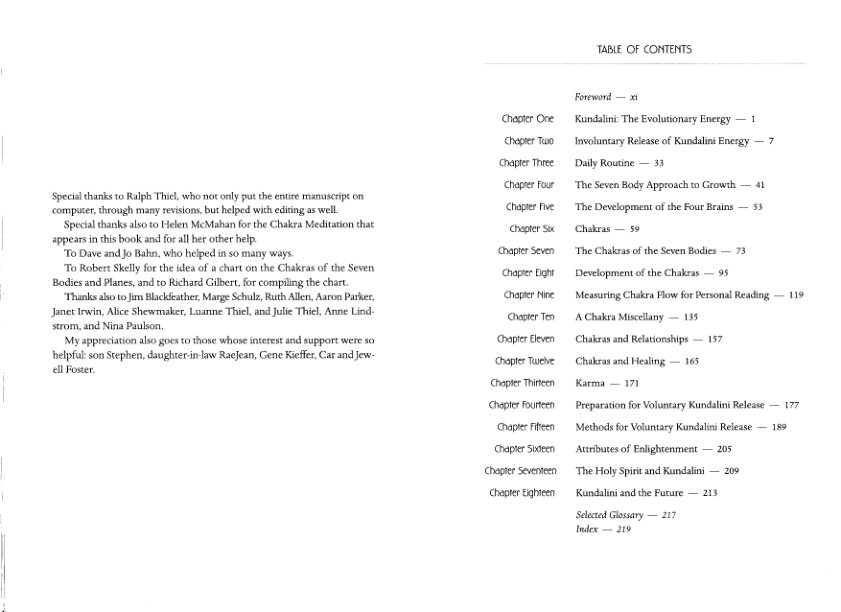 Special thanks to Ralph Thiel, who not only put the entire manuscript on
computer, through many revisions, but helped with editing as well.
Special thanks also to Helen McMahan for the Chakra Meditation that
appears in this book and for all her other help.
To Dave and Jo Bahn, who helped in so many ways.
To Robert Skelly for the idea of a chart on the Chakras of the Seven
Bodies and Planes, and to Richard Gilbert, for compiling the chart.
Thanks also to Jim Blackfeather, Marge Schulz, Ruth Allen, Aaron Parker,
Janet Irwin, Alice Shewmaker, Luanne Thiel, and Julie Thiel, Anne Lind-
strom, and Nina Paulson.
My appreciation also goes to those whose interest and support were so
helpful: son Stephen, daughter-in-law RaeJean, Gene Kieffer, Car and Jew-
ell Foster.
TABLE OF CONTENTS
Foreword — xi
Chapter One Kundalini: The Evolutionary Energy — 1
Chapter Two Involuntary Release of Kundalini Energy — 7
Chapter Three Daily Routine — 33
Chapter Four The Seven Body Approach to Growth — 41
Chapter Five The Development of the Four Brains — 53
Chapter Six Chakras — 59
Chapter Seven The Chakras of the Seven Bodies — 73
Chapter Eight Development of the Chakras — 95
Chapter Nine Measuring Chakra Flow for Personal Reading — 119
Chapter Ten A Chakra Miscellany — 135
Chapter Eleven Chakras and Relationships — 157
Chapter Twelve Chakras and Healing — 165
Chapter Thirteen Karma — 171
Chapter Fourteen Preparation for Voluntary Kundalini Release — 177
Chapter Fifteen Methods for Voluntary Kundalini Release — 189
Chapter Sixteen Attributes of Enlightenment — 205
Chapter Seventeen The Holy Spirit and Kundalini — 209
Chapter Eighteen Kundalini and the Future — 213
Selected Glossary — 217
Index — 219